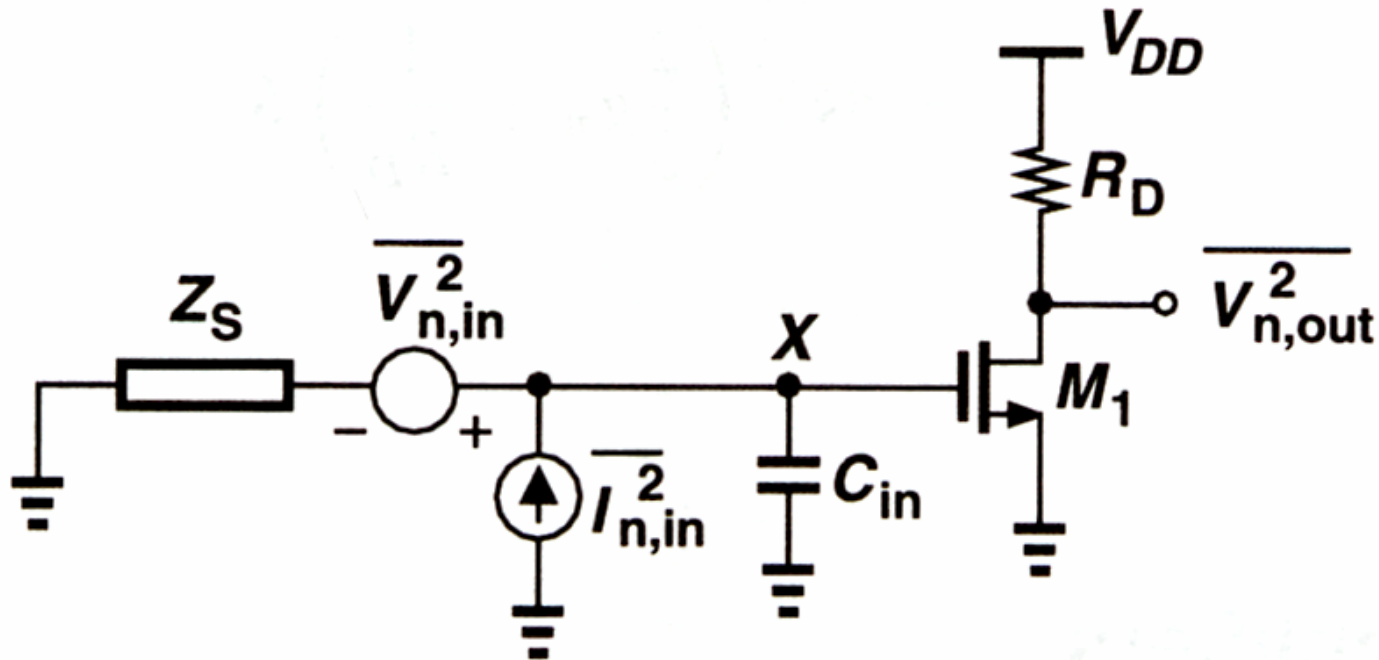 V_DD
R_D
Z_S
V²_n,in
X
V²_n,out
− +
M_1
I²_n,in
C_in